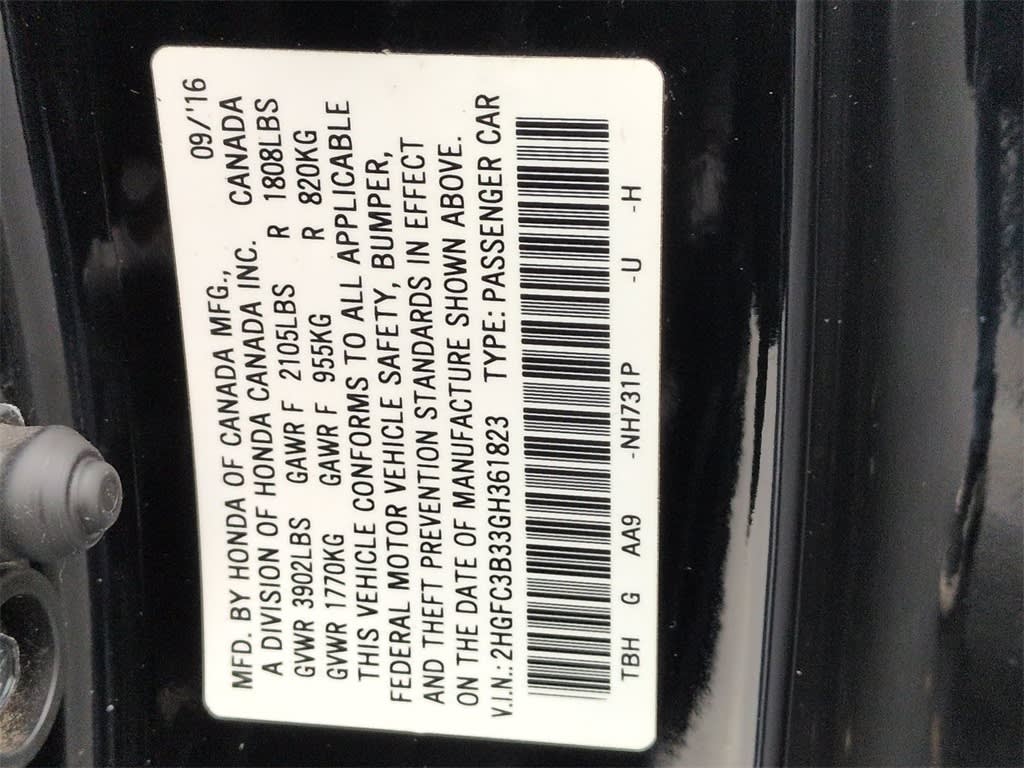 09/'16
MFD. BY HONDA OF CANADA MFG.,
A DIVISION OF HONDA CANADA INC. CANADA
GVWR 3902LBS GAWR F 2105LBS R 1808LBS
GVWR 1770KG GAWR F 955KG R 820KG
THIS VEHICLE CONFORMS TO ALL APPLICABLE
FEDERAL MOTOR VEHICLE SAFETY, BUMPER,
AND THEFT PREVENTION STANDARDS IN EFFECT
ON THE DATE OF MANUFACTURE SHOWN ABOVE.
V.I.N.: 2HGFC3B33GH361823 TYPE: PASSENGER CAR
TBH G AA9 -NH731P -U -H